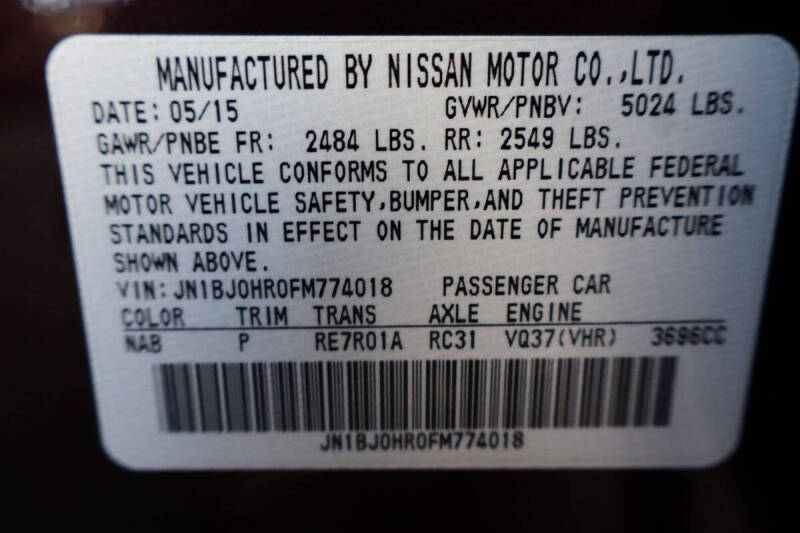 MANUFACTURED BY NISSAN MOTOR CO.,LTD.
DATE: 05/15 GVWR/PNBV: 5024 LBS.
GAWR/PNBE FR: 2484 LBS. RR: 2549 LBS.
THIS VEHICLE CONFORMS TO ALL APPLICABLE FEDERAL
MOTOR VEHICLE SAFETY,BUMPER,AND THEFT PREVENTION
STANDARDS IN EFFECT ON THE DATE OF MANUFACTURE
SHOWN ABOVE.
VIN: JN1BJ0HR0FM774018 PASSENGER CAR
COLOR TRIM TRANS AXLE ENGINE
NAB P RE7R01A RC31 VQ37(VHR) 3696CC
JN1BJ0HR0FM774018